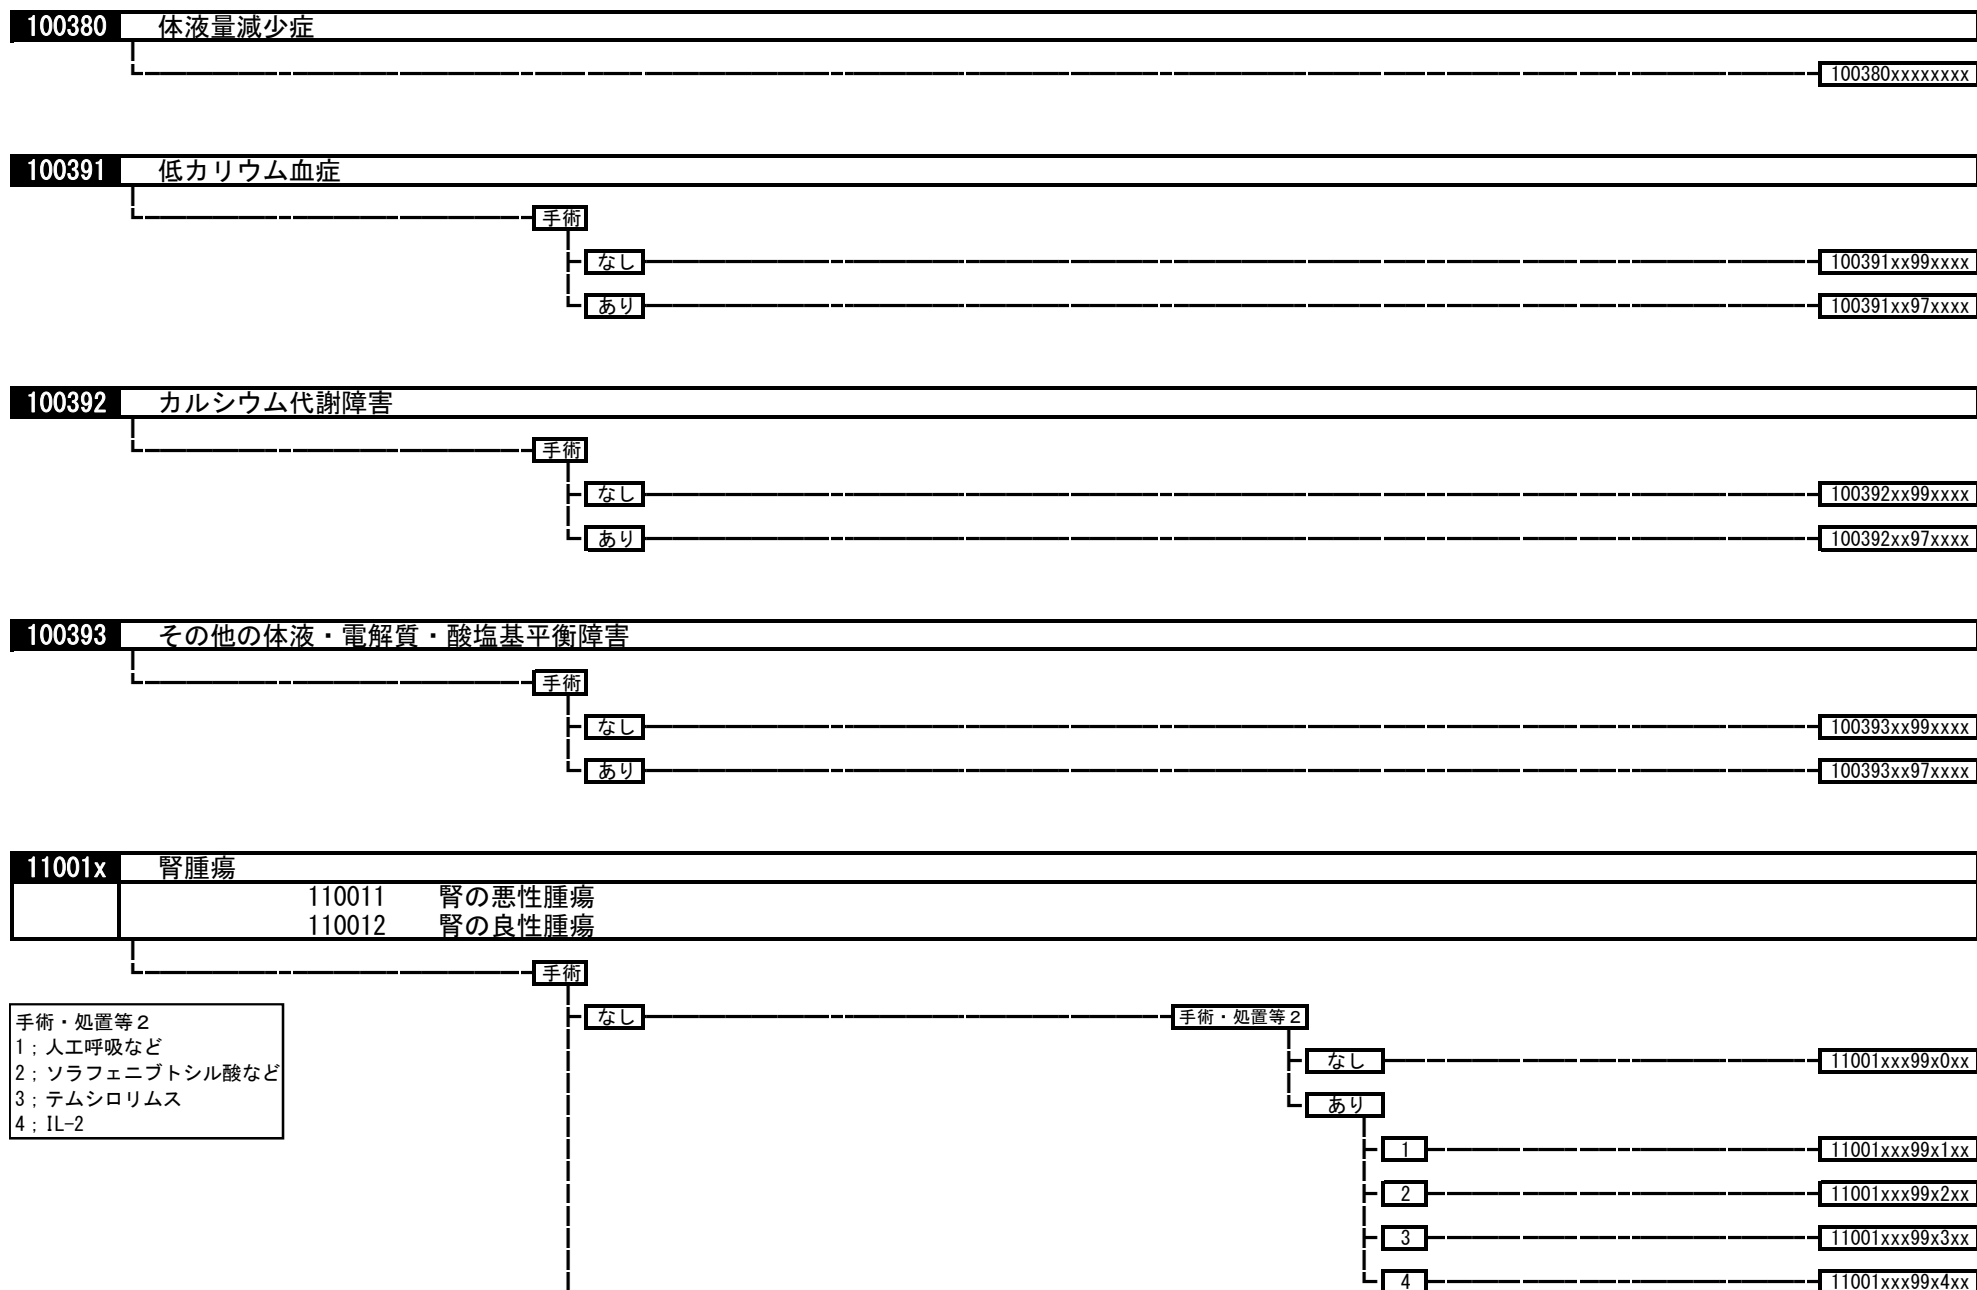 100380 体液量減少症
100380xxxxxxxx
100391 低カリウム血症
手術
なし 100391xx99xxxx
あり 100391xx97xxxx
100392 カルシウム代謝障害
手術
なし 100392xx99xxxx
あり 100392xx97xxxx
100393 その他の体液・電解質・酸塩基平衡障害
手術
なし 100393xx99xxxx
あり 100393xx97xxxx
11001x 腎腫瘍
110011 腎の悪性腫瘍
110012 腎の良性腫瘍
手術
なし 手術・処置等２
手術・処置等２
1；人工呼吸など
2；ソラフェニブトシル酸など
3；テムシロリムス
4；IL-2
なし 11001xxx99x0xx
あり
1 11001xxx99x1xx
2 11001xxx99x2xx
3 11001xxx99x3xx
4 11001xxx99x4xx